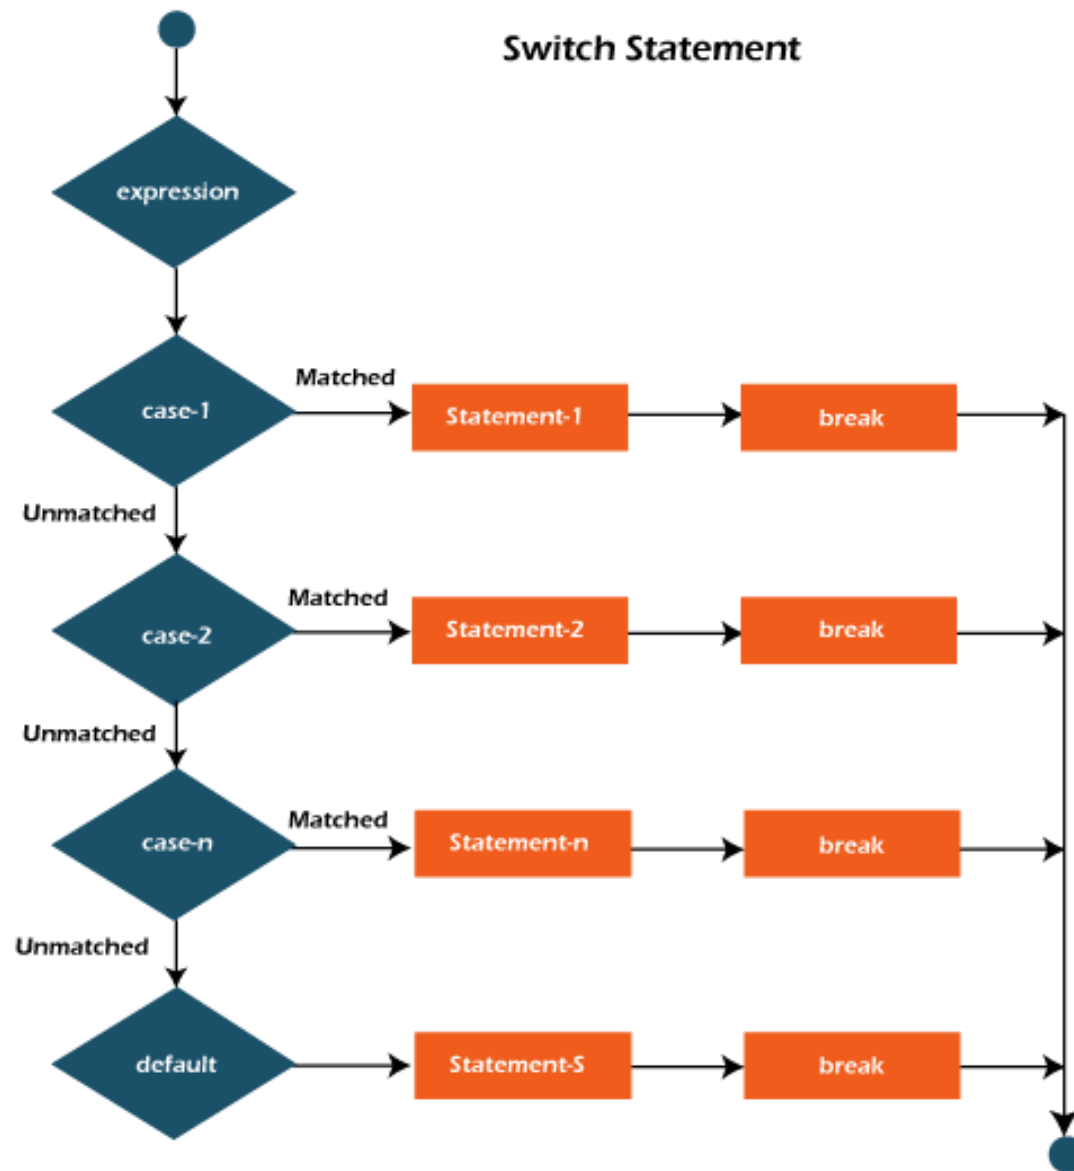 Switch Statement
expression
Matched
case-1
Statement-1
break
Unmatched
Matched
case-2
Statement-2
break
Unmatched
Matched
case-n
Statement-n
break
Unmatched
default
Statement-S
break